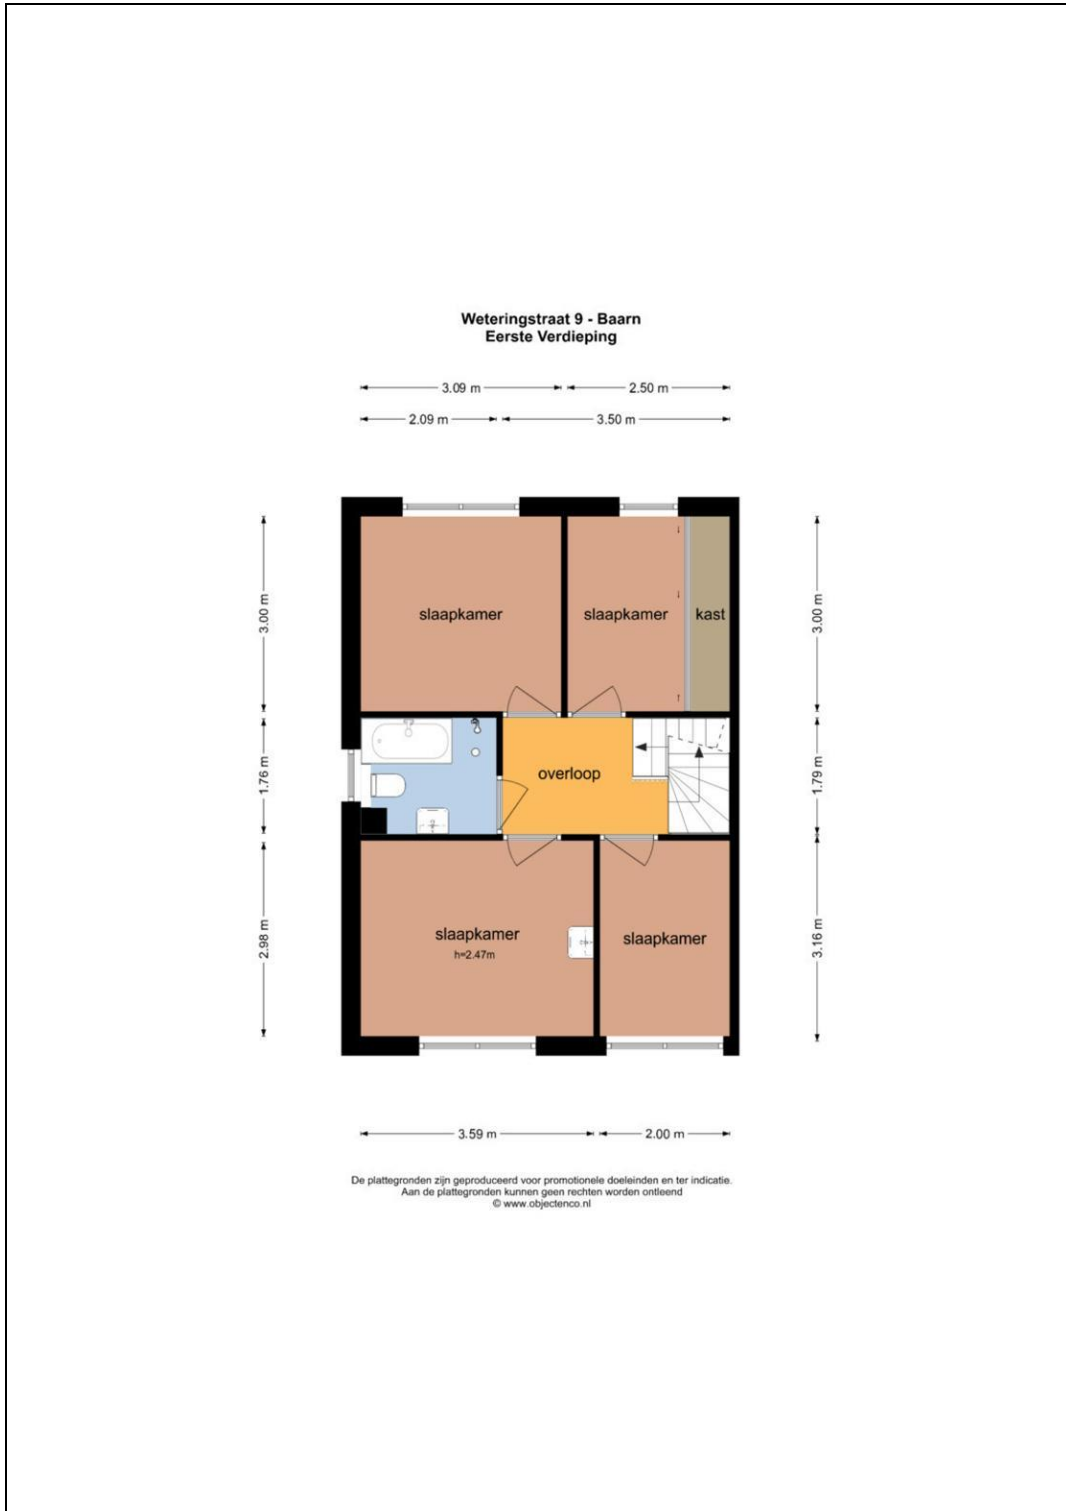 Weteringstraat 9 - Baarn
Eerste Verdieping
3.09 m 2.50 m
2.09 m 3.50 m
3.00 m
3.00 m
slaapkamer
slaapkamer
kast
1.76 m
1.79 m
overloop
2.98 m
3.16 m
slaapkamer
h=2.47m
slaapkamer
3.59 m 2.00 m
De plattegronden zijn geproduceerd voor promotionele doeleinden en ter indicatie.
Aan de plattegronden kunnen geen rechten worden ontleend
© www.objectenco.nl